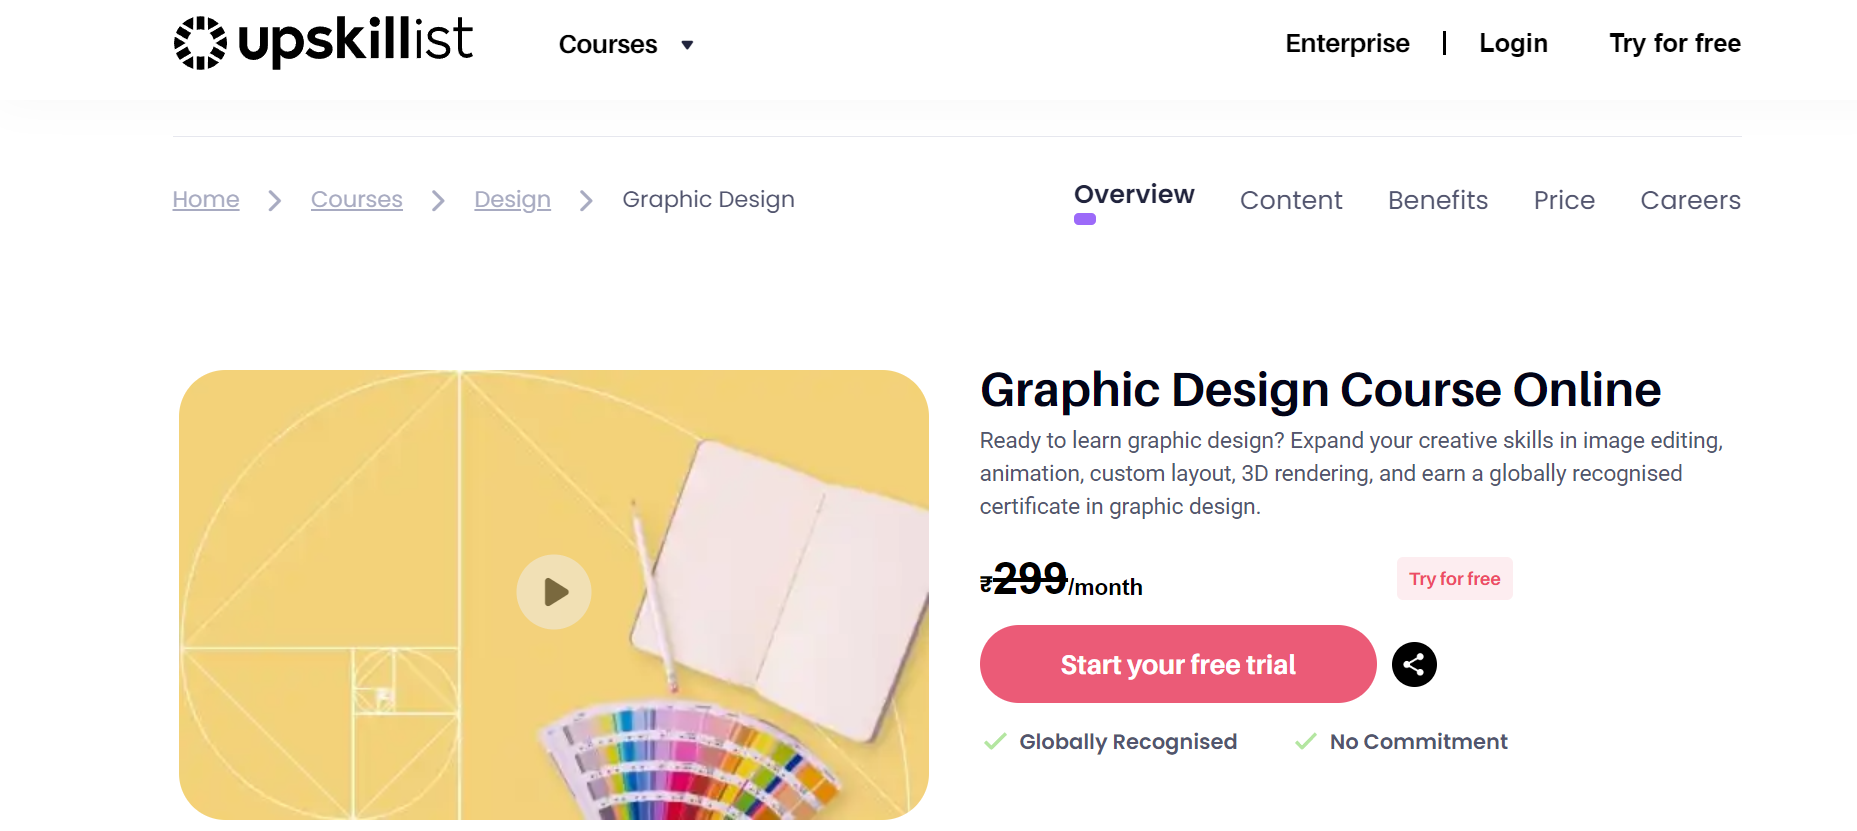 upskillist
Courses
Enterprise | Login Try for free
Home > Courses > Design > Graphic Design
Overview Content Benefits Price Careers
Graphic Design Course Online
Ready to learn graphic design? Expand your creative skills in image editing,
animation, custom layout, 3D rendering, and earn a globally recognised
certificate in graphic design.
₹299/month
Try for free
Start your free trial
Globally Recognised No Commitment